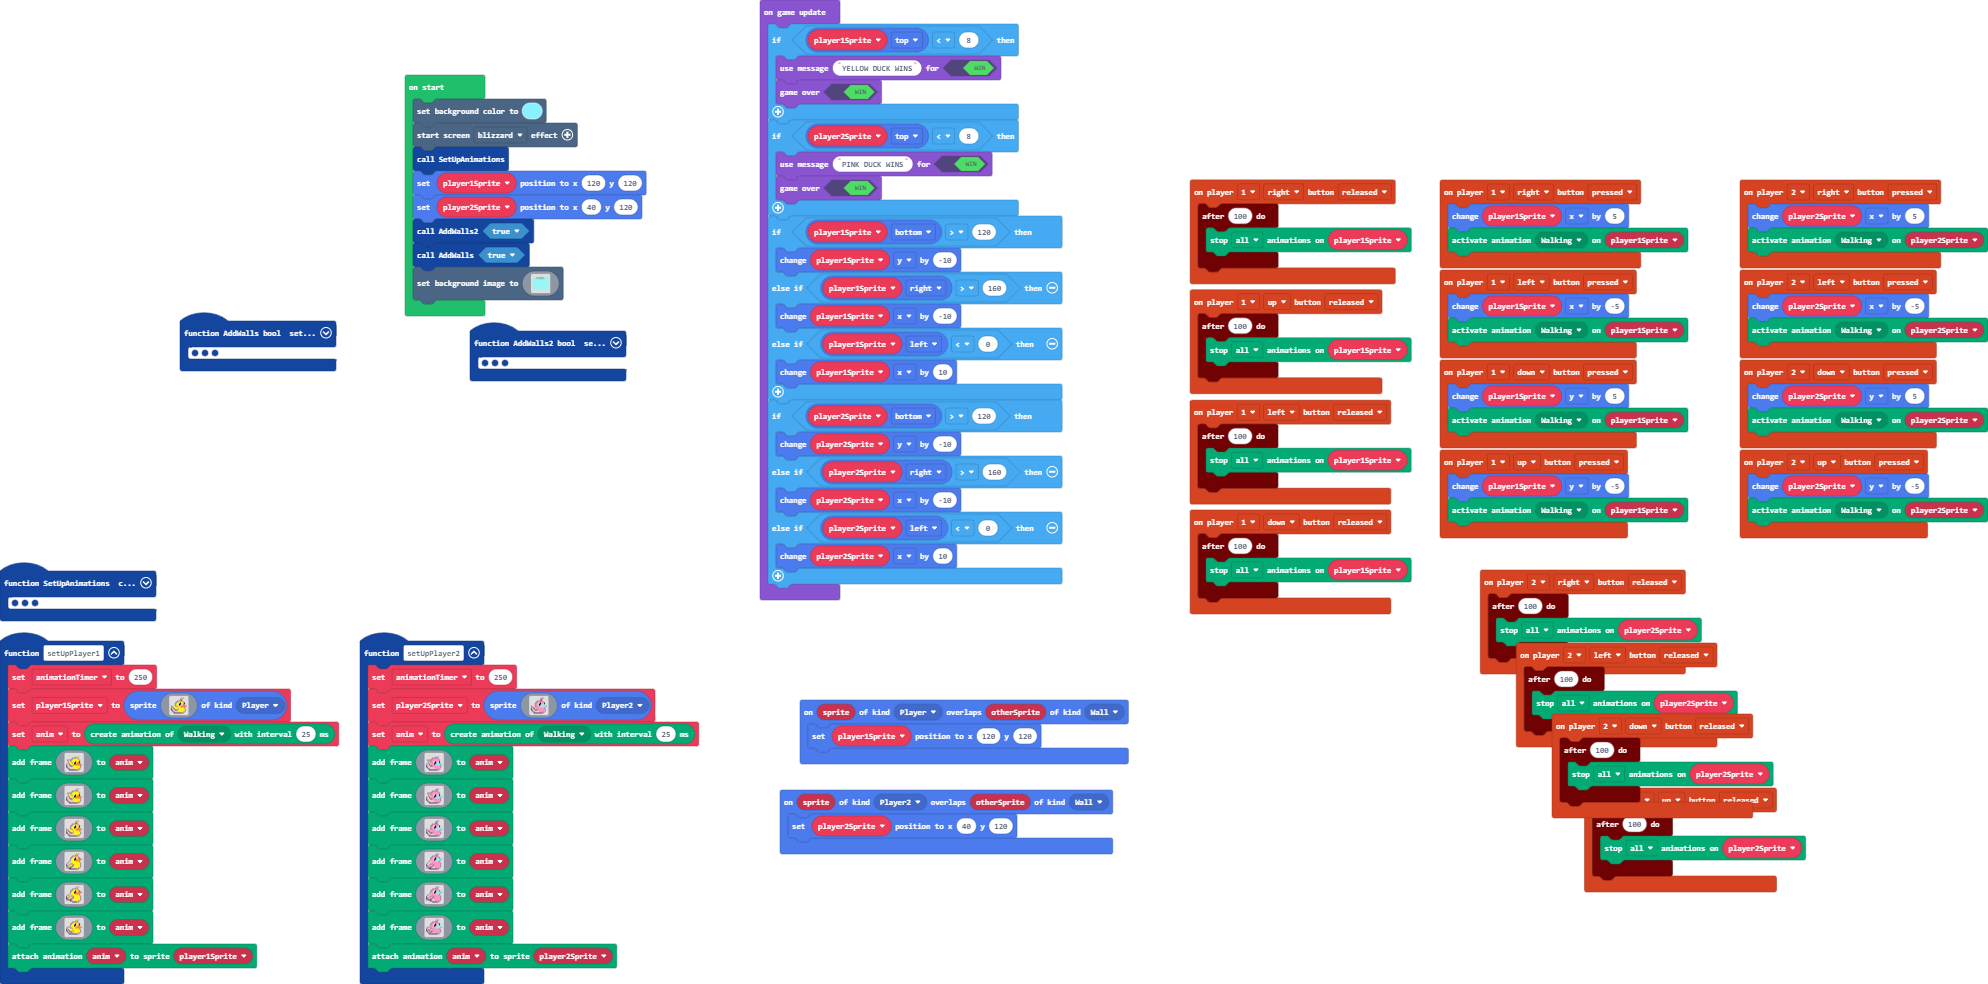 on start
set background color to
start screen blizzard effect
call SetUpAnimations
set player1Sprite position to x 120 y 120
set player2Sprite position to x 40 y 120
call AddWalls2 true
call AddWalls true
set background image to
function AddWalls bool set...
function AddWalls2 bool se...
function SetUpAnimations c...
function setUpPlayer1
set animationTimer to 250
set player1Sprite to sprite of kind Player
set anim to create animation of Walking with interval 25 ms
add frame to anim
add frame to anim
add frame to anim
add frame to anim
add frame to anim
add frame to anim
attach animation anim to sprite player1Sprite
function setUpPlayer2
set animationTimer to 250
set player2Sprite to sprite of kind Player2
set anim to create animation of Walking with interval 25 ms
add frame to anim
add frame to anim
add frame to anim
add frame to anim
add frame to anim
add frame to anim
attach animation anim to sprite player2Sprite
on game update
if player1Sprite top < 8 then
use message "YELLOW DUCK WINS" for WIN
game over WIN
if player2Sprite top < 8 then
use message "PINK DUCK WINS" for WIN
game over WIN
if player1Sprite bottom > 120 then
change player1Sprite y by -10
else if player1Sprite right > 160 then
change player1Sprite x by -10
else if player1Sprite left < 0 then
change player1Sprite x by 10
if player2Sprite bottom > 120 then
change player2Sprite y by -10
else if player2Sprite right > 160 then
change player2Sprite x by -10
else if player2Sprite left < 0 then
change player2Sprite x by 10
on sprite of kind Player overlaps otherSprite of kind Wall
set player1Sprite position to x 120 y 120
on sprite of kind Player2 overlaps otherSprite of kind Wall
set player2Sprite position to x 40 y 120
on player 1 right button released
after 100 do
stop all animations on player1Sprite
on player 1 up button released
after 100 do
stop all animations on player1Sprite
on player 1 left button released
after 100 do
stop all animations on player1Sprite
on player 1 down button released
after 100 do
stop all animations on player1Sprite
on player 1 right button pressed
change player1Sprite x by 5
activate animation Walking on player1Sprite
on player 1 left button pressed
change player1Sprite x by -5
activate animation Walking on player1Sprite
on player 1 down button pressed
change player1Sprite y by 5
activate animation Walking on player1Sprite
on player 1 up button pressed
change player1Sprite y by -5
activate animation Walking on player1Sprite
on player 2 right button pressed
change player2Sprite x by 5
activate animation Walking on player2Sprite
on player 2 left button pressed
change player2Sprite x by -5
activate animation Walking on player2Sprite
on player 2 down button pressed
change player2Sprite y by 5
activate animation Walking on player2Sprite
on player 2 up button pressed
change player2Sprite y by -5
activate animation Walking on player2Sprite
on player 2 right button released
after 100 do
stop all animations on player2Sprite
on player 2 left button released
after 100 do
stop all animations on player2Sprite
on player 2 down button released
after 100 do
stop all animations on player2Sprite
up button released
after 100 do
stop all animations on player2Sprite